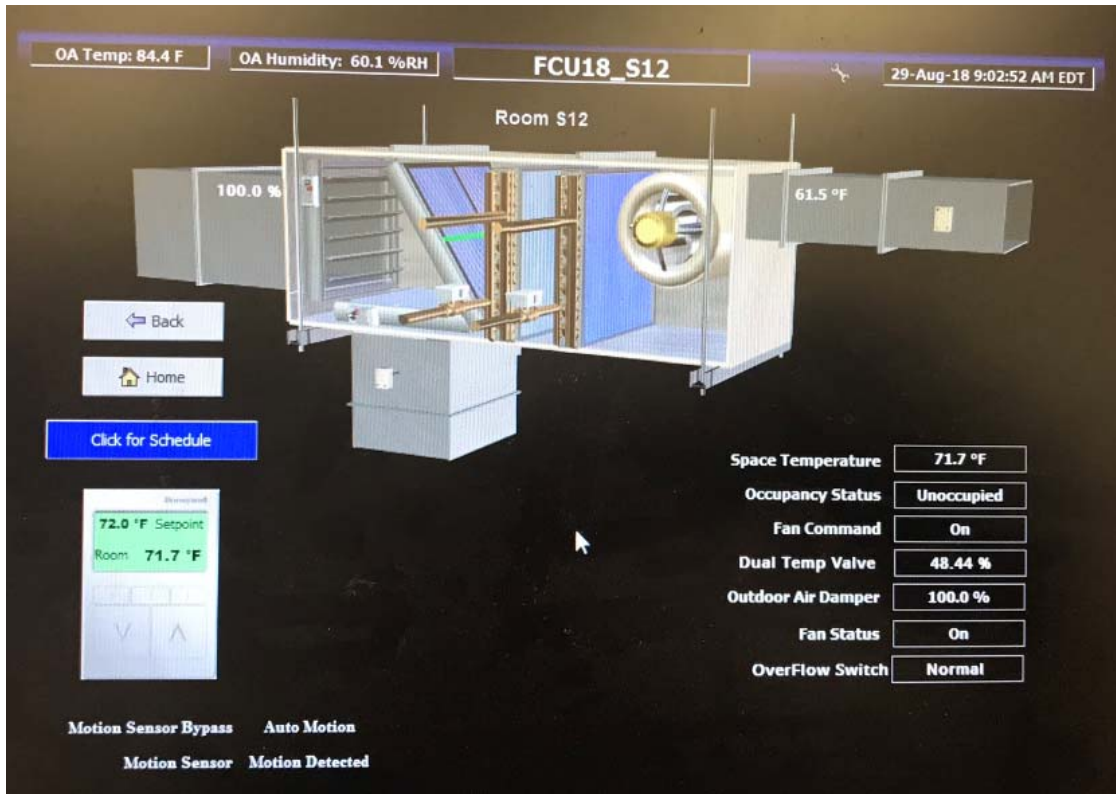 OA Temp: 84.4 F
OA Humidity: 60.1 %RH
FCU18_S12
29-Aug-18 9:02:52 AM EDT
Room S12
100.0 %
61.5 ºF
Back
Home
Click for Schedule
Honeywell
72.0 °F Setpoint
Room 71.7 °F
Space Temperature 71.7 ºF
Occupancy Status Unoccupied
Fan Command On
Dual Temp Valve 48.44 %
Outdoor Air Damper 100.0 %
Fan Status On
OverFlow Switch Normal
Motion Sensor Bypass Auto Motion
Motion Sensor Motion Detected